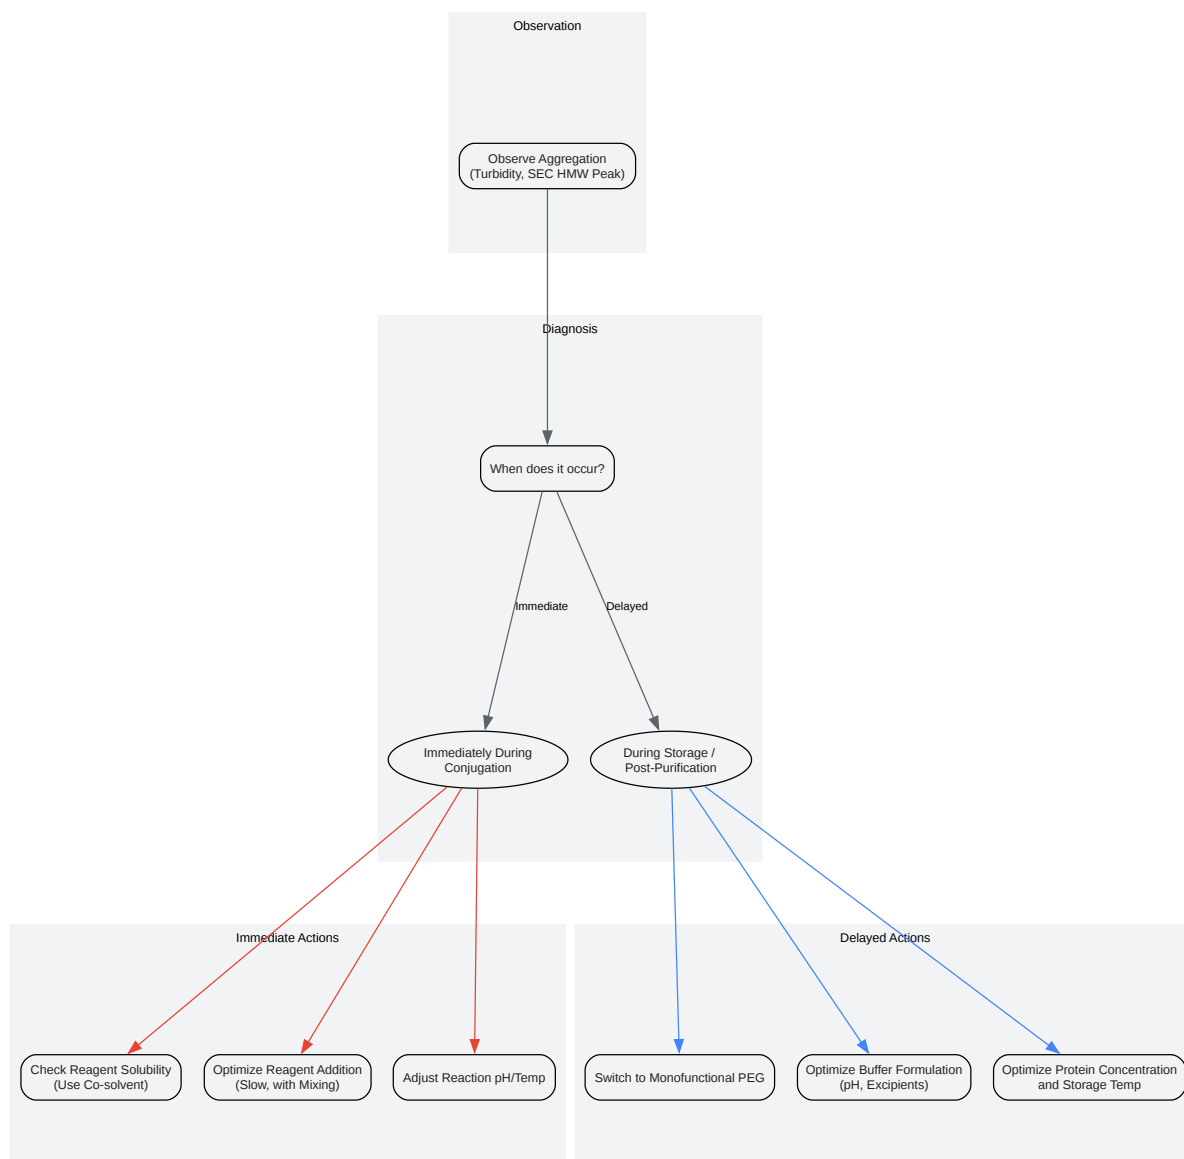 Observation
Observe Aggregation
(Turbidity, SEC HMW Peak)
Diagnosis
When does it occur?
Immediate
Delayed
Immediately During
Conjugation
During Storage /
Post-Purification
Immediate Actions
Delayed Actions
Check Reagent Solubility
(Use Co-solvent)
Optimize Reagent Addition
(Slow, with Mixing)
Adjust Reaction pH/Temp
Switch to Monofunctional PEG
Optimize Buffer Formulation
(pH, Excipients)
Optimize Protein Concentration
and Storage Temp